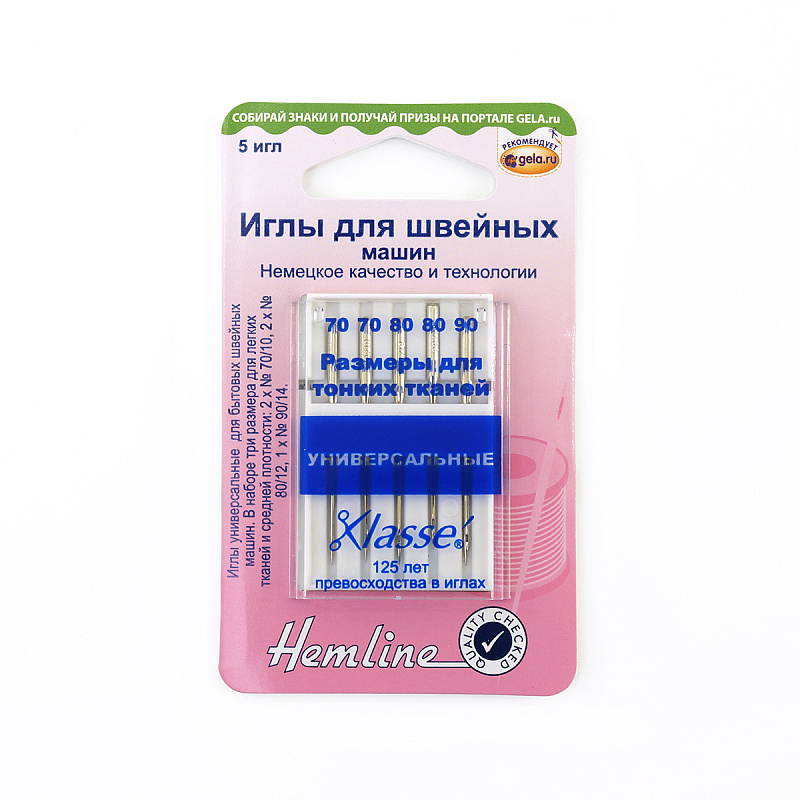 СОБИРАЙ ЗНАКИ И ПОЛУЧАЙ ПРИЗЫ НА ПОРТАЛЕ GELA.ru
5 игл
РЕКОМЕНДУЕТ
gela.ru
Иглы для швейных
машин
Немецкое качество и технологии
Иглы универсальные для бытовых швейных
машин. В наборе три размера для легких
тканей и средней плотности: 2 x № 70/10, 2 x №
80/12, 1 x № 90/14.
70 70 80 80 90
Размеры для
тонких тканей
УНИВЕРСАЛЬНЫЕ
Klassé®
125 лет
превосходства в иглах
Hemline
QUALITY CHECKED